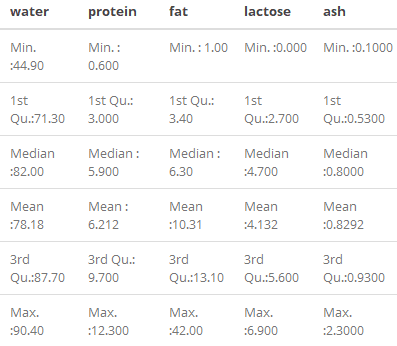 water protein fat lactose ash
Min. Min. : Min. : 1.00 Min. :0.000 Min. :0.1000
:44.90 0.600
1st 1st Qu.: 1st Qu.: 1st 1st
Qu.:71.30 3.000 3.40 Qu.:2.700 Qu.:0.5300
Median Median : Median : Median Median
:82.00 5.900 6.30 :4.700 :0.8000
Mean Mean : Mean Mean Mean
:78.18 6.212 :10.31 :4.132 :0.8292
3rd 3rd Qu.: 3rd 3rd 3rd
Qu.:87.70 9.700 Qu.:13.10 Qu.:5.600 Qu.:0.9300
Max. Max. Max. Max. Max.
:90.40 :12.300 :42.00 :6.900 :2.3000